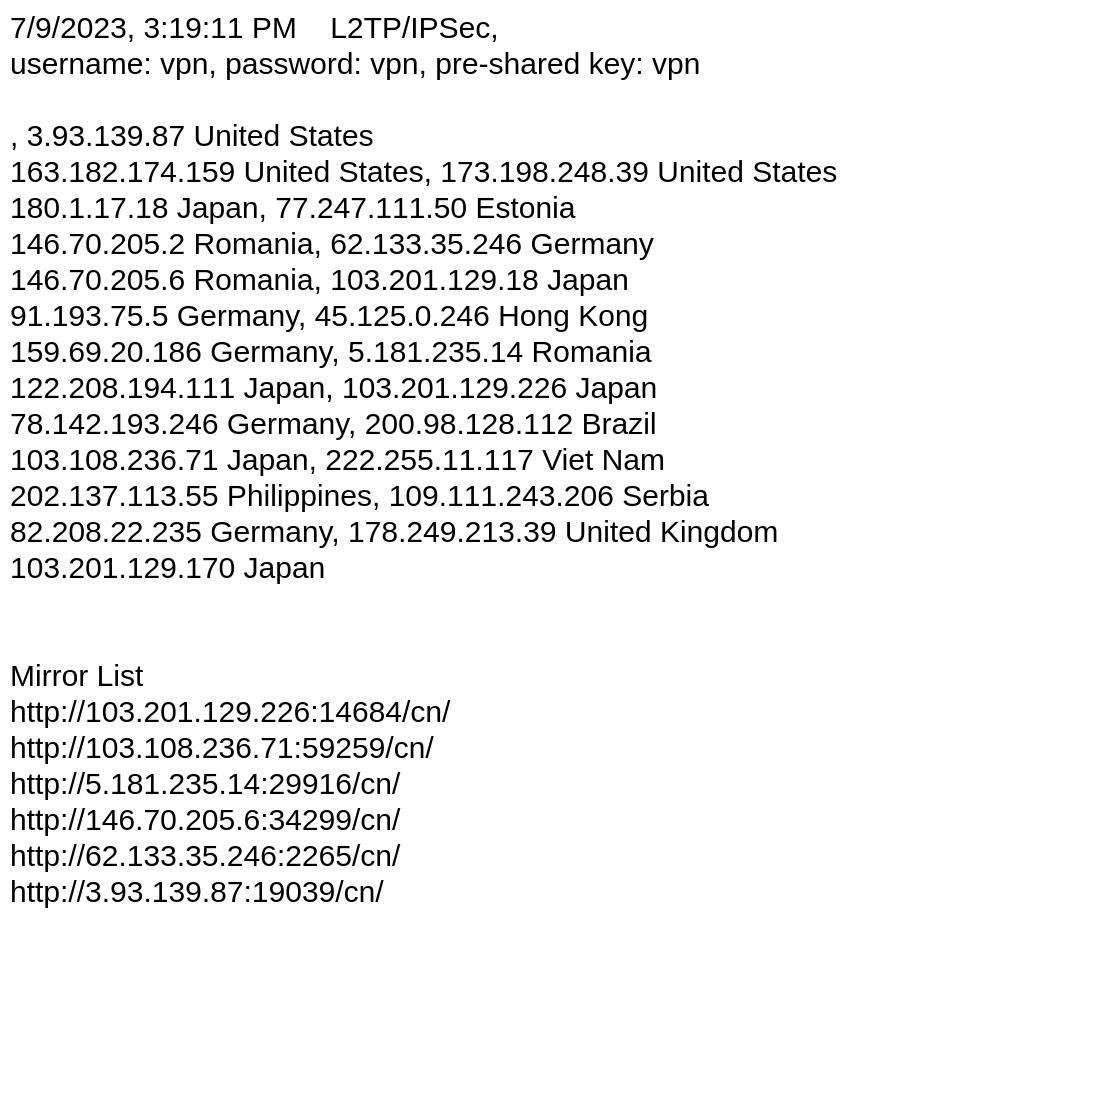 7/9/2023, 3:19:11 PM    L2TP/IPSec,
username: vpn, password: vpn, pre-shared key: vpn
, 3.93.139.87 United States
163.182.174.159 United States, 173.198.248.39 United States
180.1.17.18 Japan, 77.247.111.50 Estonia
146.70.205.2 Romania, 62.133.35.246 Germany
146.70.205.6 Romania, 103.201.129.18 Japan
91.193.75.5 Germany, 45.125.0.246 Hong Kong
159.69.20.186 Germany, 5.181.235.14 Romania
122.208.194.111 Japan, 103.201.129.226 Japan
78.142.193.246 Germany, 200.98.128.112 Brazil
103.108.236.71 Japan, 222.255.11.117 Viet Nam
202.137.113.55 Philippines, 109.111.243.206 Serbia
82.208.22.235 Germany, 178.249.213.39 United Kingdom
103.201.129.170 Japan
Mirror List
http://103.201.129.226:14684/cn/
http://103.108.236.71:59259/cn/
http://5.181.235.14:29916/cn/
http://146.70.205.6:34299/cn/
http://62.133.35.246:2265/cn/
http://3.93.139.87:19039/cn/